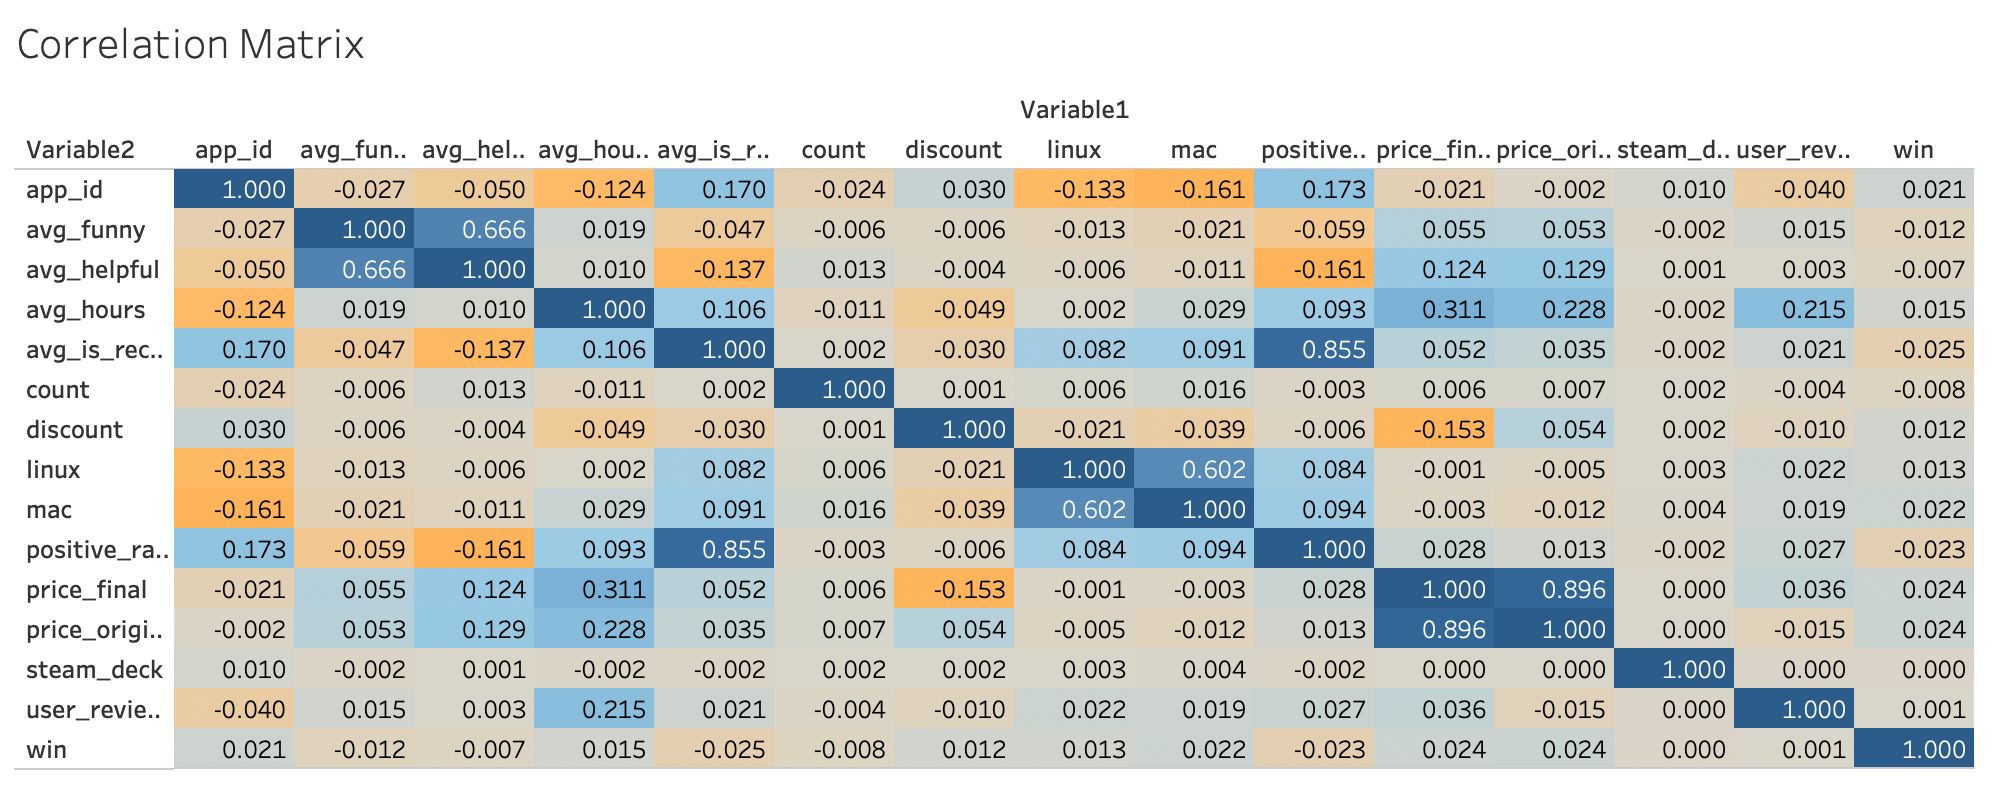 Correlation Matrix
Variable1
Variable2 app_id avg_fun.. avg_hel.. avg_hou.. avg_is_r.. count discount linux mac positive.. price_fin.. price_ori.. steam_d.. user_rev.. win
app_id 1.000 -0.027 -0.050 -0.124 0.170 -0.024 0.030 -0.133 -0.161 0.173 -0.021 -0.002 0.010 -0.040 0.021
avg_funny -0.027 1.000 0.666 0.019 -0.047 -0.006 -0.006 -0.013 -0.021 -0.059 0.055 0.053 -0.002 0.015 -0.012
avg_helpful -0.050 0.666 1.000 0.010 -0.137 0.013 -0.004 -0.006 -0.011 -0.161 0.124 0.129 0.001 0.003 -0.007
avg_hours -0.124 0.019 0.010 1.000 0.106 -0.011 -0.049 0.002 0.029 0.093 0.311 0.228 -0.002 0.215 0.015
avg_is_rec.. 0.170 -0.047 -0.137 0.106 1.000 0.002 -0.030 0.082 0.091 0.855 0.052 0.035 -0.002 0.021 -0.025
count -0.024 -0.006 0.013 -0.011 0.002 1.000 0.001 0.006 0.016 -0.003 0.006 0.007 0.002 -0.004 -0.008
discount 0.030 -0.006 -0.004 -0.049 -0.030 0.001 1.000 -0.021 -0.039 -0.006 -0.153 0.054 0.002 -0.010 0.012
linux -0.133 -0.013 -0.006 0.002 0.082 0.006 -0.021 1.000 0.602 0.084 -0.001 -0.005 0.003 0.022 0.013
mac -0.161 -0.021 -0.011 0.029 0.091 0.016 -0.039 0.602 1.000 0.094 -0.003 -0.012 0.004 0.019 0.022
positive_ra.. 0.173 -0.059 -0.161 0.093 0.855 -0.003 -0.006 0.084 0.094 1.000 0.028 0.013 -0.002 0.027 -0.023
price_final -0.021 0.055 0.124 0.311 0.052 0.006 -0.153 -0.001 -0.003 0.028 1.000 0.896 0.000 0.036 0.024
price_origi.. -0.002 0.053 0.129 0.228 0.035 0.007 0.054 -0.005 -0.012 0.013 0.896 1.000 0.000 -0.015 0.024
steam_deck 0.010 -0.002 0.001 -0.002 -0.002 0.002 0.002 0.003 0.004 -0.002 0.000 0.000 1.000 0.000 0.000
user_revie.. -0.040 0.015 0.003 0.215 0.021 -0.004 -0.010 0.022 0.019 0.027 0.036 -0.015 0.000 1.000 0.001
win 0.021 -0.012 -0.007 0.015 -0.025 -0.008 0.012 0.013 0.022 -0.023 0.024 0.024 0.000 0.001 1.000